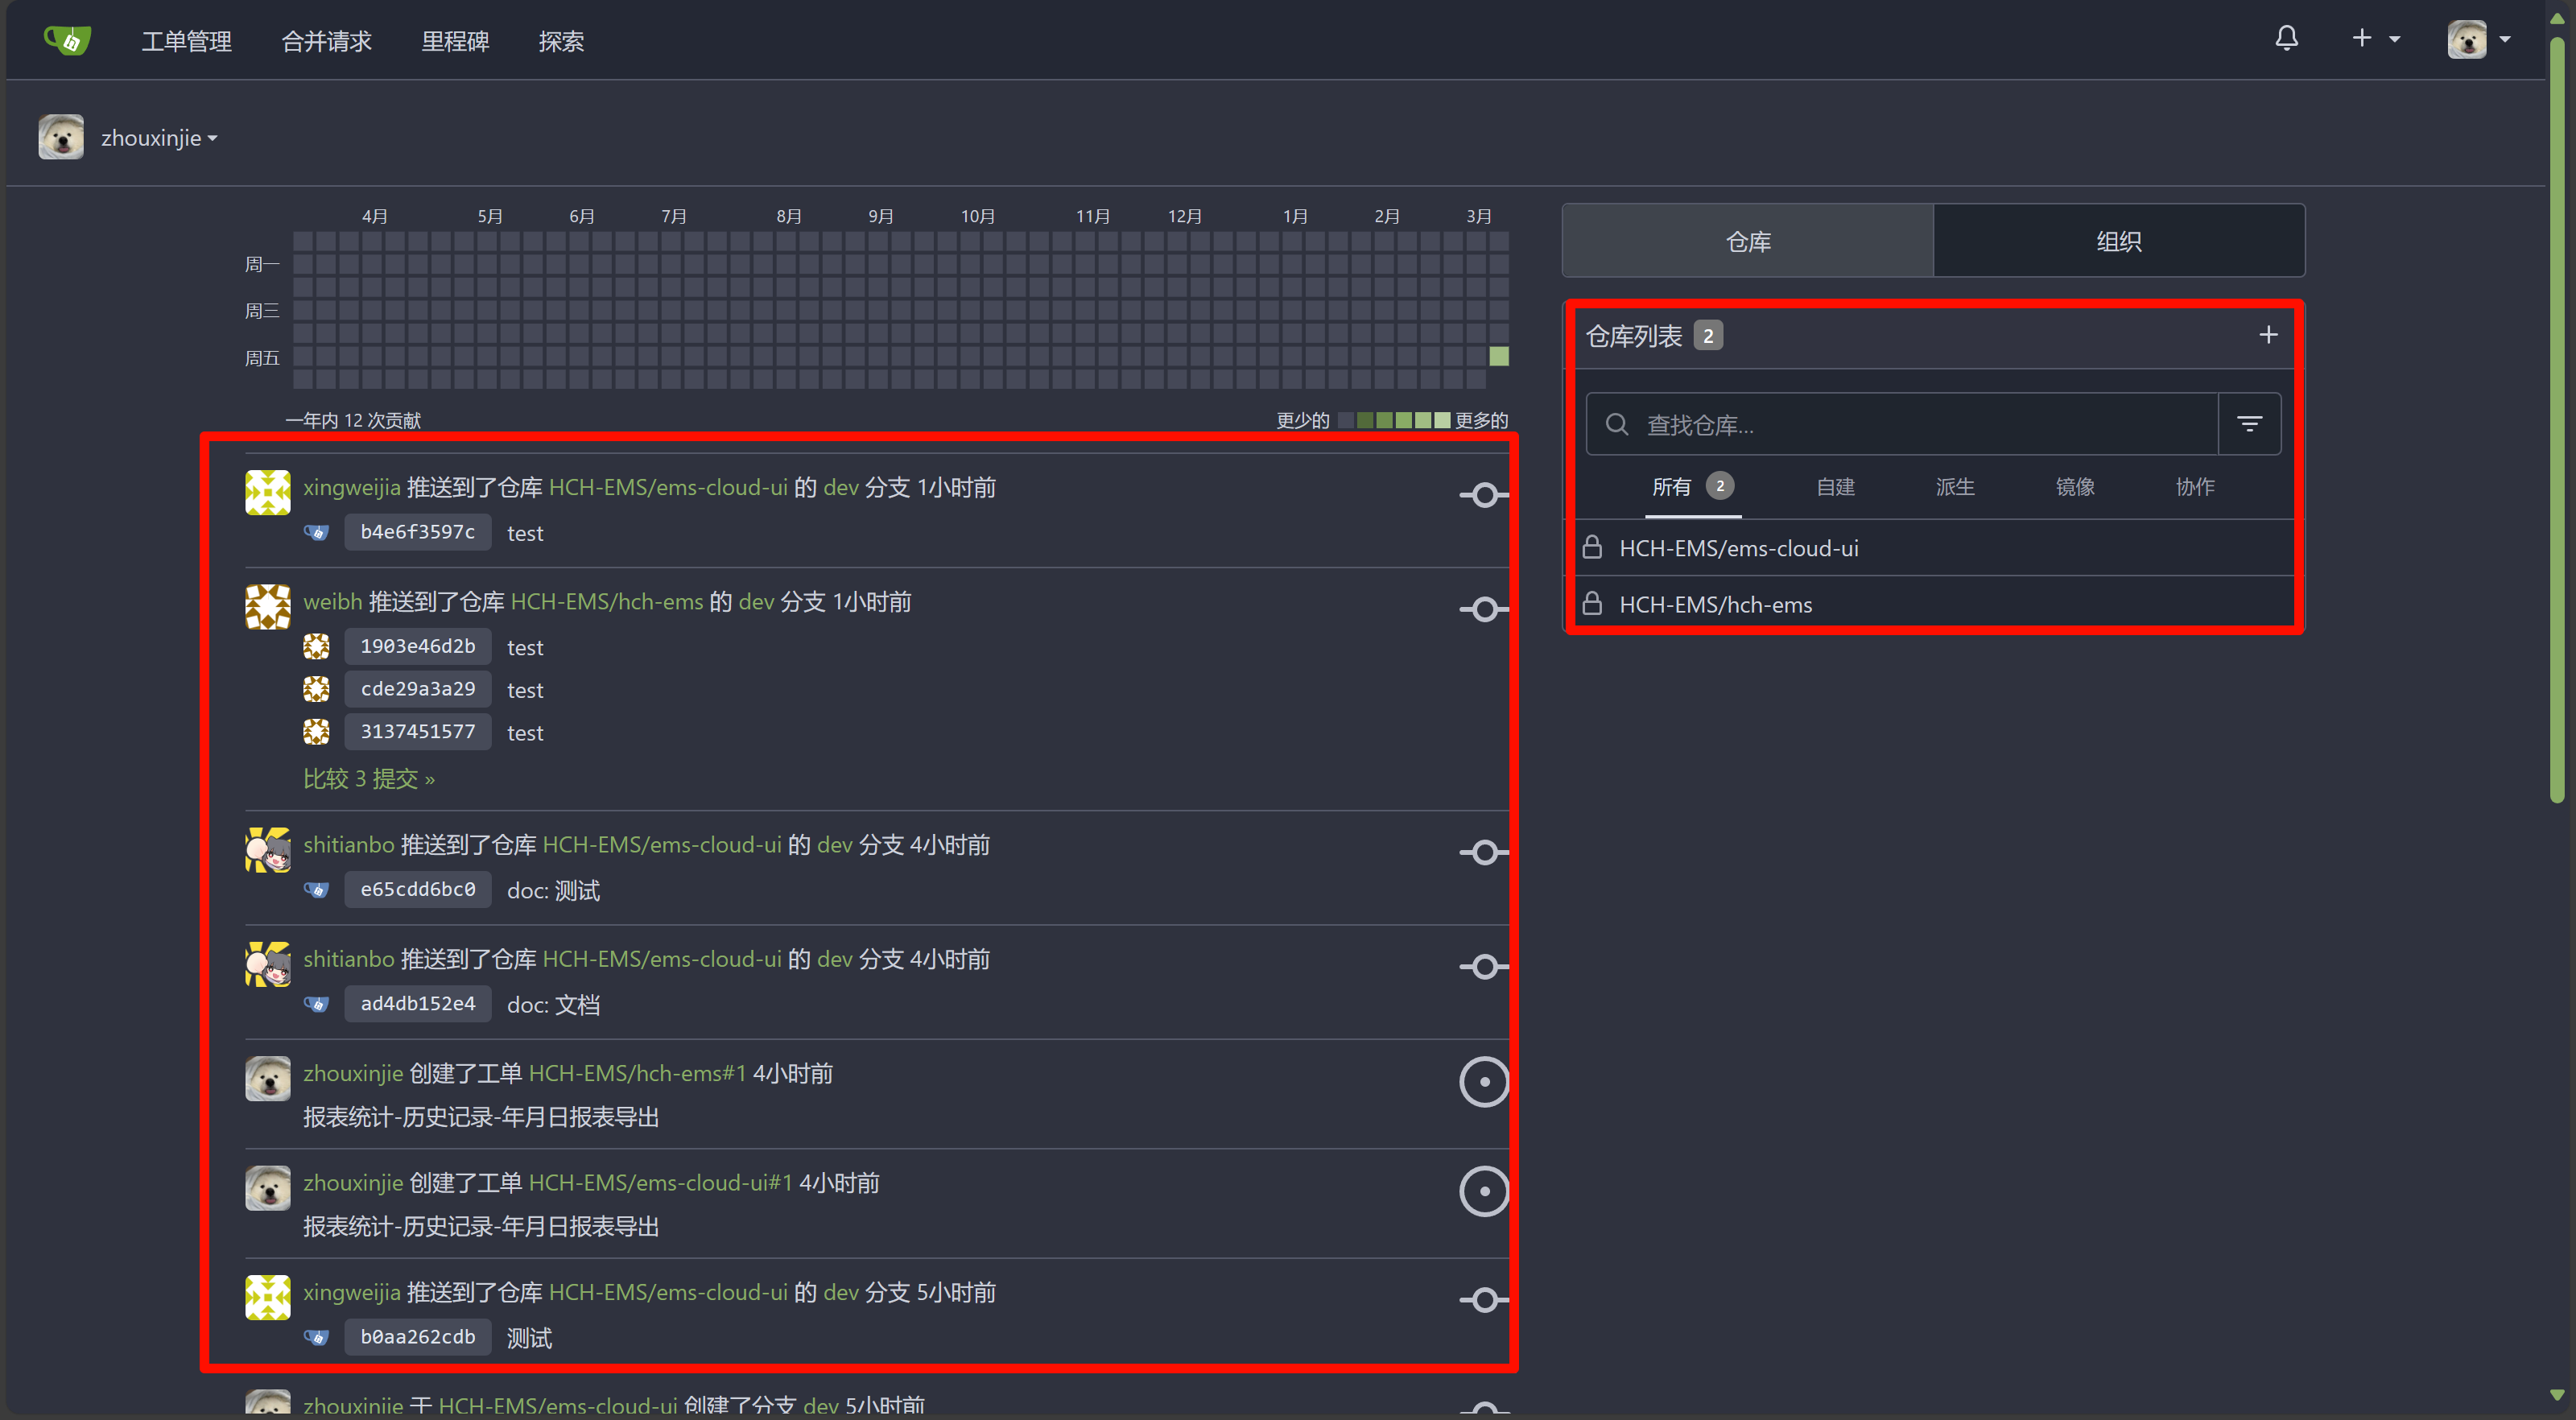 工单管理 合并请求 里程碑 探索
zhouxinjie
4月 5月 6月 7月 8月 9月 10月 11月 12月 1月 2月 3月
周一
周三
周五
一年内 12 次贡献
更少的 更多的
xingweijia 推送到了仓库 HCH-EMS/ems-cloud-ui 的 dev 分支 1小时前
b4e6f3597c test
weibh 推送到了仓库 HCH-EMS/hch-ems 的 dev 分支 1小时前
1903e46d2b test
cde29a3a29 test
3137451577 test
比较 3 提交 »
shitianbo 推送到了仓库 HCH-EMS/ems-cloud-ui 的 dev 分支 4小时前
e65cdd6bc0 doc: 测试
shitianbo 推送到了仓库 HCH-EMS/ems-cloud-ui 的 dev 分支 4小时前
ad4db152e4 doc: 文档
zhouxinjie 创建了工单 HCH-EMS/hch-ems#1 4小时前
报表统计-历史记录-年月日报表导出
zhouxinjie 创建了工单 HCH-EMS/ems-cloud-ui#1 4小时前
报表统计-历史记录-年月日报表导出
xingweijia 推送到了仓库 HCH-EMS/ems-cloud-ui 的 dev 分支 5小时前
b0aa262cdb 测试
zhouxinjie 于 HCH-EMS/ems-cloud-ui 创建了分支 dev 5小时前
仓库 组织
仓库列表 2
查找仓库...
所有 2 自建 派生 镜像 协作
HCH-EMS/ems-cloud-ui
HCH-EMS/hch-ems